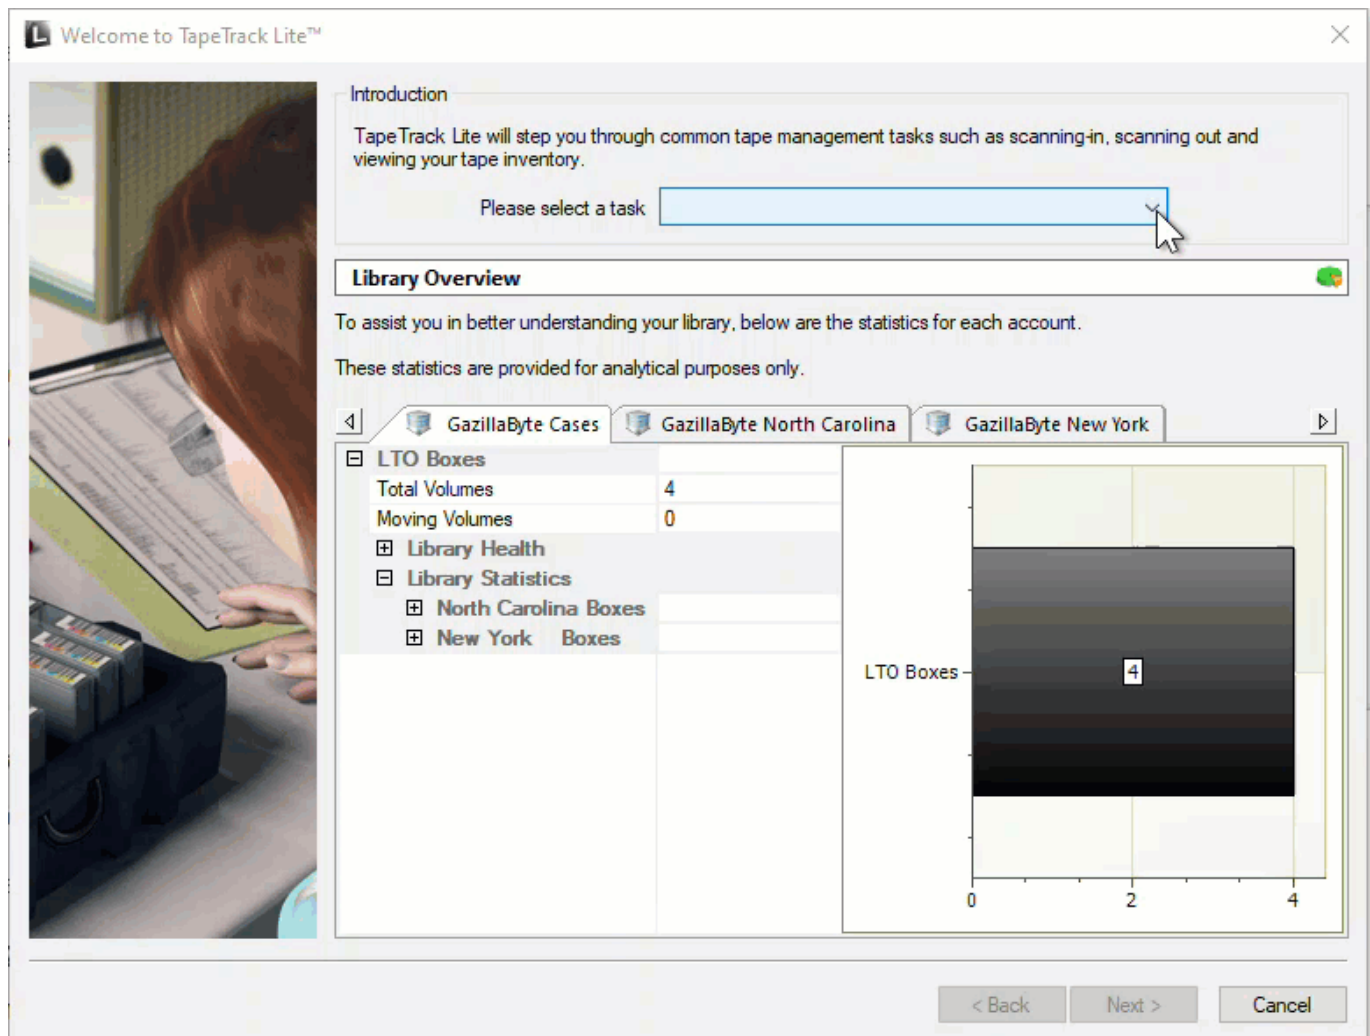 Welcome to TapeTrack Lite™
Introduction
TapeTrack Lite will step you through common tape management tasks such as scanning-in, scanning out and
viewing your tape inventory.
Please select a task
Library Overview
To assist you in better understanding your library, below are the statistics for each account.
These statistics are provided for analytical purposes only.
GazillaByte Cases GazillaByte North Carolina GazillaByte New York
LTO Boxes
Total Volumes 4
Moving Volumes 0
Library Health
Library Statistics
North Carolina Boxes
New York Boxes
LTO Boxes 4
0 2 4
< Back Next > Cancel